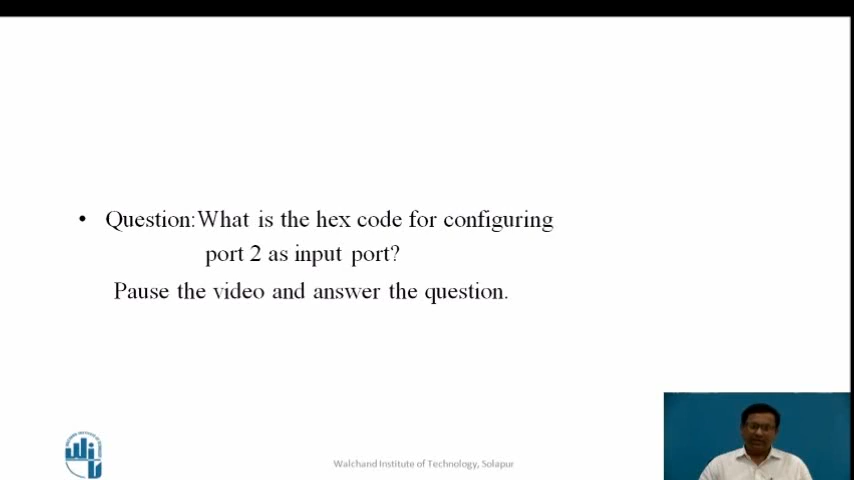 • Question:What is the hex code for configuring
port 2 as input port?
Pause the video and answer the question.
Walchand Institute of Technology, Solapur